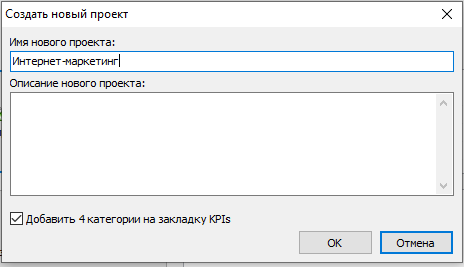 Создать новый проект
Имя нового проекта:
Интернет-маркетинг
Описание нового проекта:
Добавить 4 категории на закладку KPIs
OK
Отмена